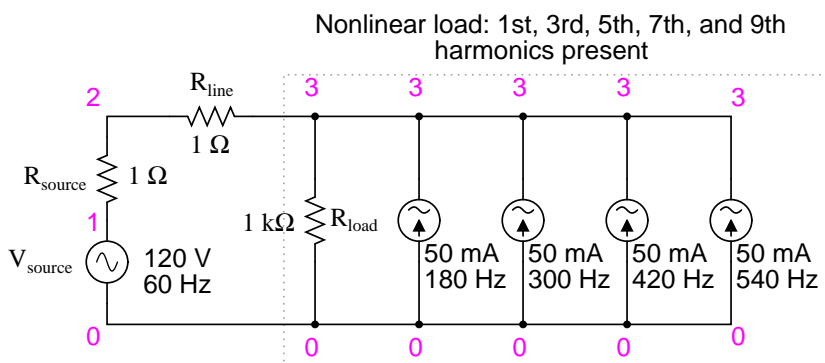 Nonlinear load: 1st, 3rd, 5th, 7th, and 9th
harmonics present
2
Rline
1 Ω
3
3
3
3
3
Rsource
1 Ω
1
1 kΩ
Rload
Vsource
120 V
60 Hz
50 mA
180 Hz
50 mA
300 Hz
50 mA
420 Hz
50 mA
540 Hz
0
0
0
0
0
0